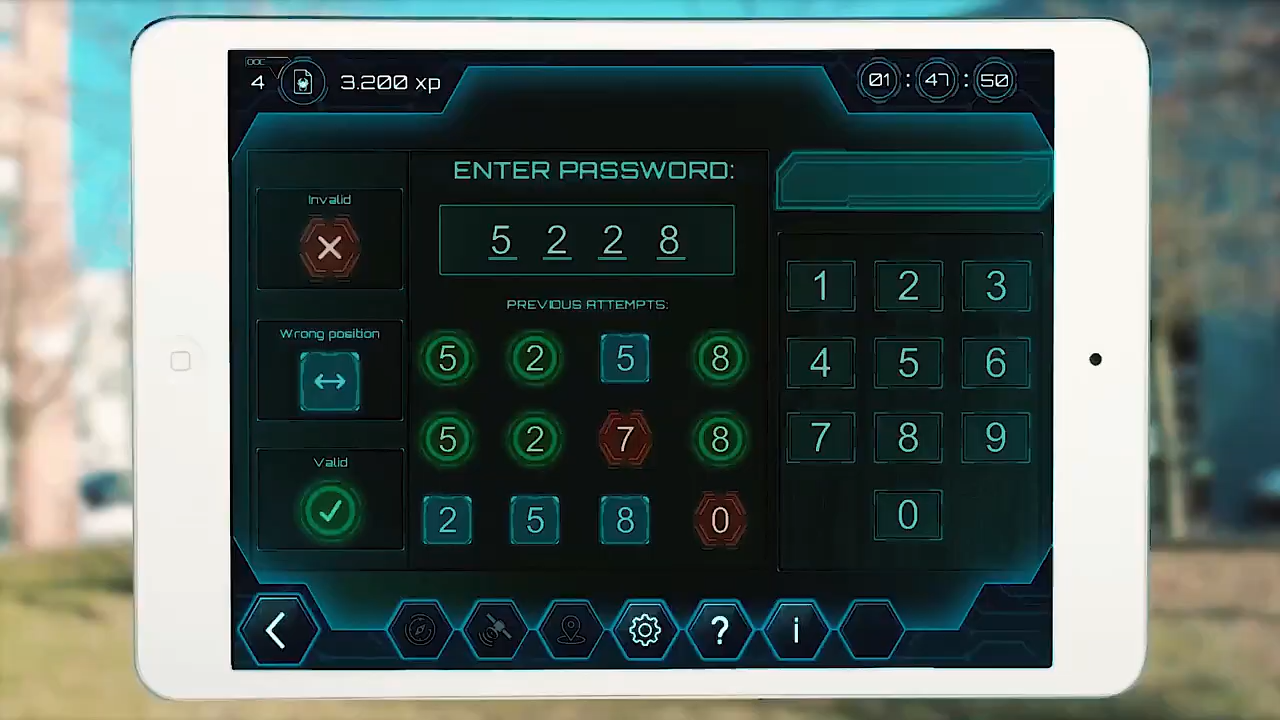 DOC
4 3.200 xp 01 : 47 : 50
ENTER PASSWORD:
Invalid
5 2 2 8
PREVIOUS ATTEMPTS:
Wrong position
5 2 5 8
5 2 7 8
Valid
2 5 8 0
1 2 3
4 5 6
7 8 9
0
? i